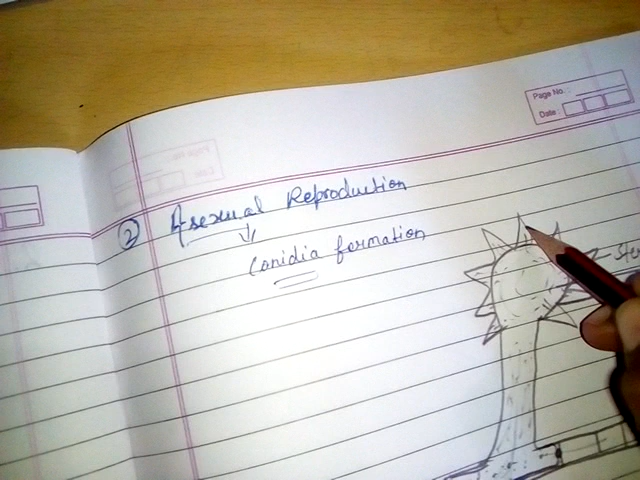 Page No.
Date
2 Asexual Reproduction
Conidia formation